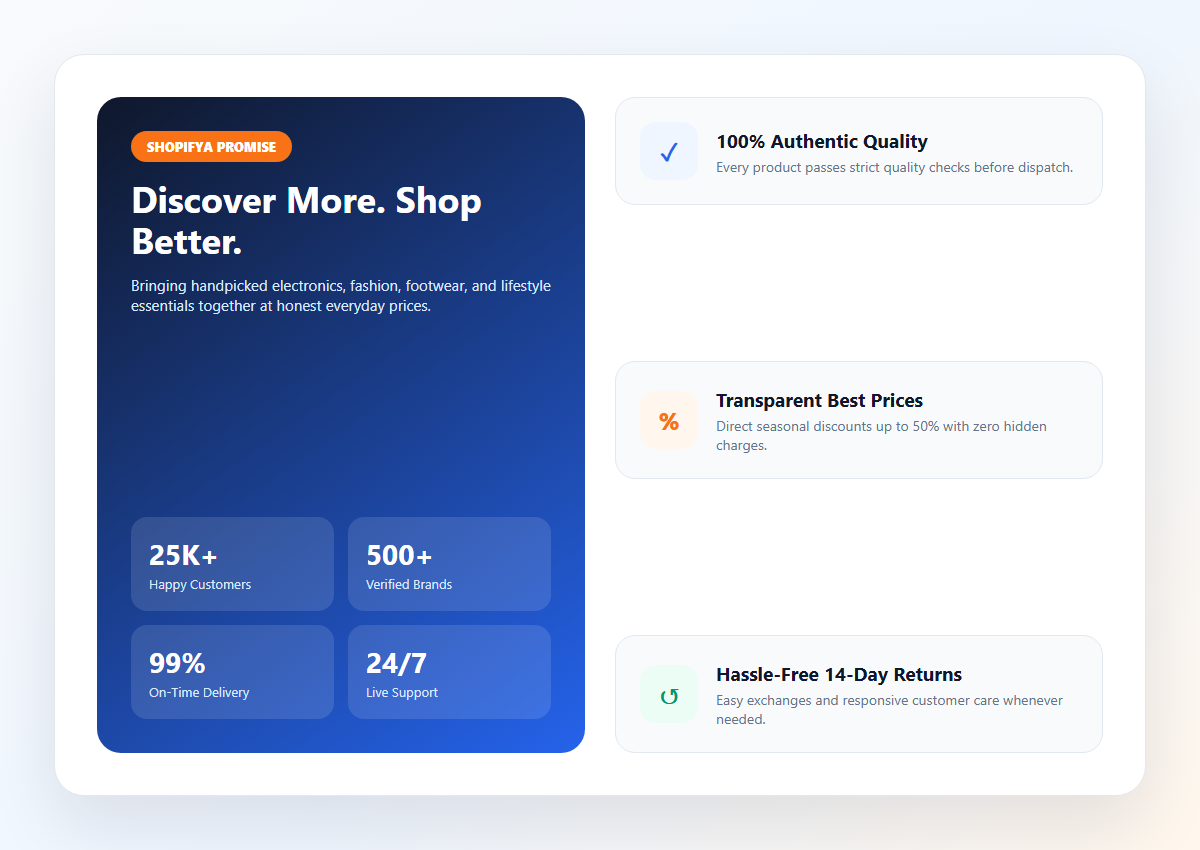 SHOPIFYA PROMISE
Discover More. Shop
Better.
Bringing handpicked electronics, fashion, footwear, and lifestyle
essentials together at honest everyday prices.
25K+
Happy Customers
500+
Verified Brands
99%
On-Time Delivery
24/7
Live Support
✓
100% Authentic Quality
Every product passes strict quality checks before dispatch.
%
Transparent Best Prices
Direct seasonal discounts up to 50% with zero hidden
charges.
↺
Hassle-Free 14-Day Returns
Easy exchanges and responsive customer care whenever
needed.